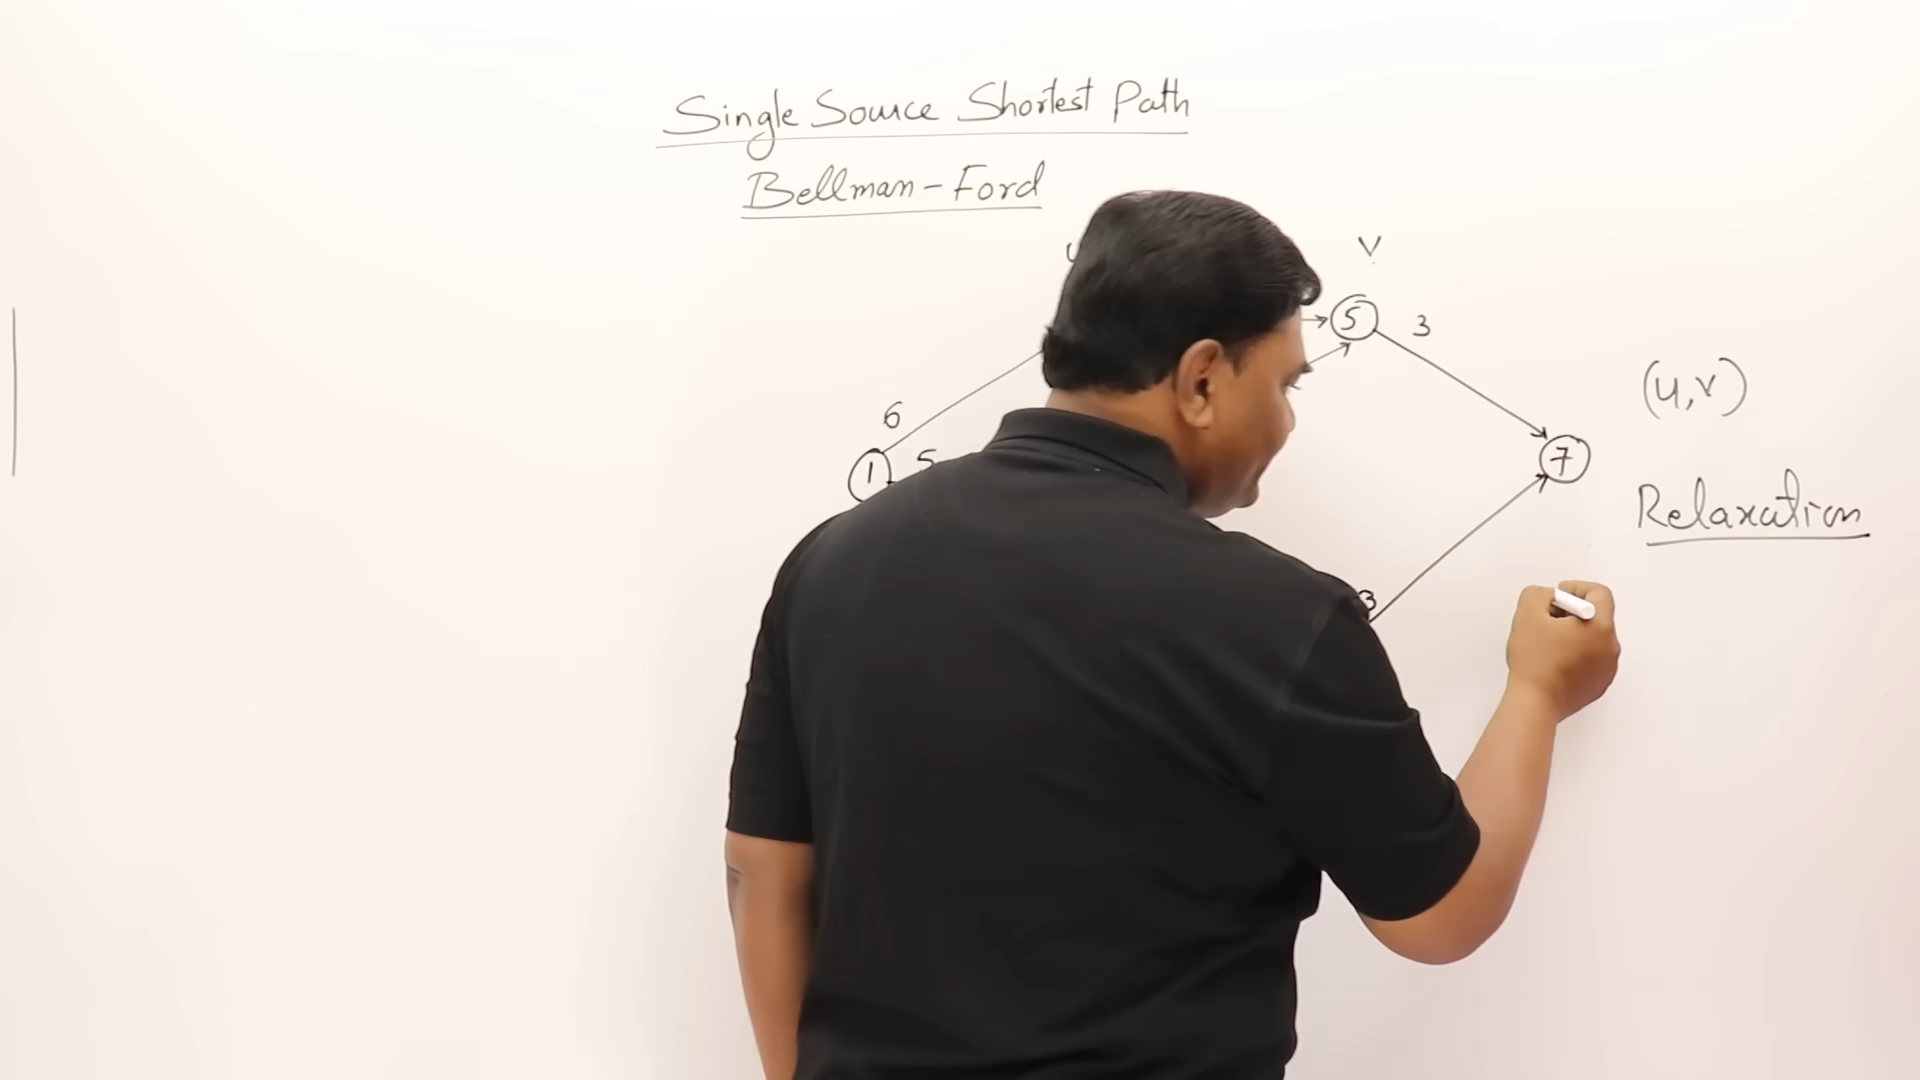 Single Source Shortest Path
Bellman-Ford
v
5
3
6
1
5
7
(u,v)
Relaxation
3